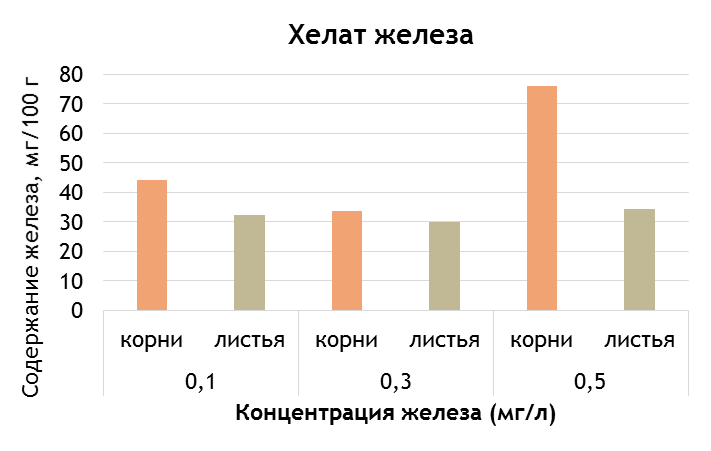 Хелат железа
Содержание железа, мг/100 г
80
70
60
50
40
30
20
10
0
корни листья корни листья корни листья
0,1 0,3 0,5
Концентрация железа (мг/л)